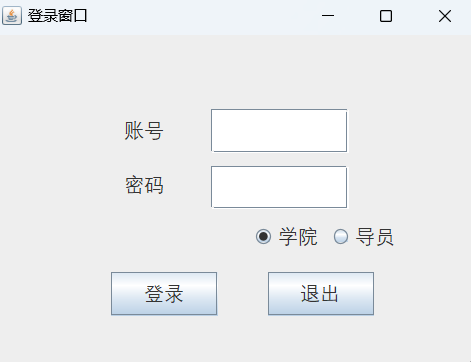 登录窗口
账号
密码
学院 导员
登录 退出